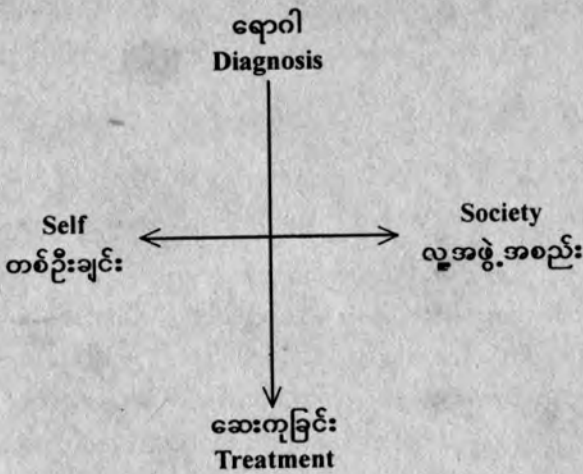 ရောဂါ
Diagnosis
Self
တစ်ဦးချင်း
Society
လူ့အဖွဲ့အစည်း
ဆေးကုခြင်း
Treatment